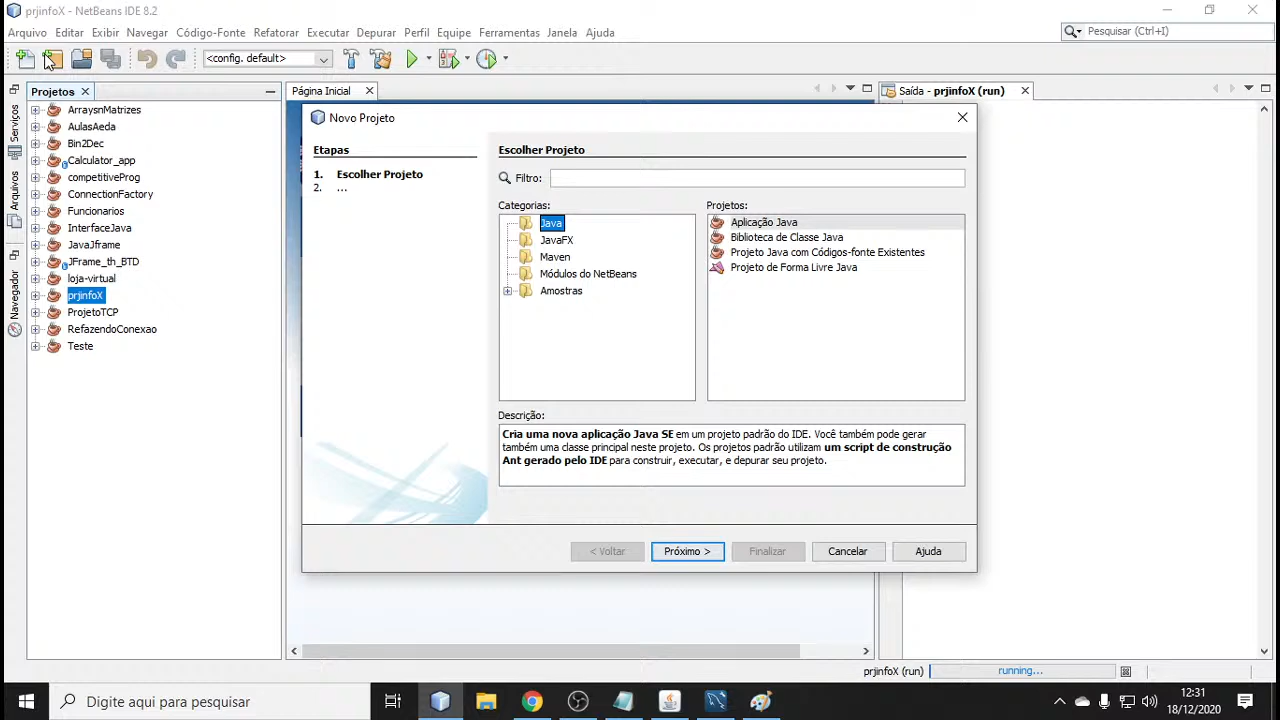 prjinfoX - NetBeans IDE 8.2
Arquivo Editar Exibir Navegar Código-Fonte Refatorar Executar Depurar Perfil Equipe Ferramentas Janela Ajuda
Pesquisar (Ctrl+I)
<config. default>
Projetos
Serviços
Arquivos
Navegador
ArraysnMatrizes
AulasAeda
Bin2Dec
Calculator_app
competitiveProg
ConnectionFactory
Funcionarios
InterfaceJava
JavaJframe
JFrame_th_BTD
loja-virtual
prjinfoX
ProjetoTCP
RefazendoConexao
Teste
Página Inicial
Saída - prjinfoX (run)
Novo Projeto
Etapas
1. Escolher Projeto
2. ...
Escolher Projeto
Filtro:
Categorias:
Java
JavaFX
Maven
Módulos do NetBeans
Amostras
Projetos:
Aplicação Java
Biblioteca de Classe Java
Projeto Java com Códigos-fonte Existentes
Projeto de Forma Livre Java
Descrição:
Cria uma nova aplicação Java SE em um projeto padrão do IDE. Você também pode gerar
também uma classe principal neste projeto. Os projetos padrão utilizam um script de construção
Ant gerado pelo IDE para construir, executar, e depurar seu projeto.
< Voltar
Próximo >
Finalizar
Cancelar
Ajuda
prjinfoX (run)
running...
Digite aqui para pesquisar
12:31
18/12/2020